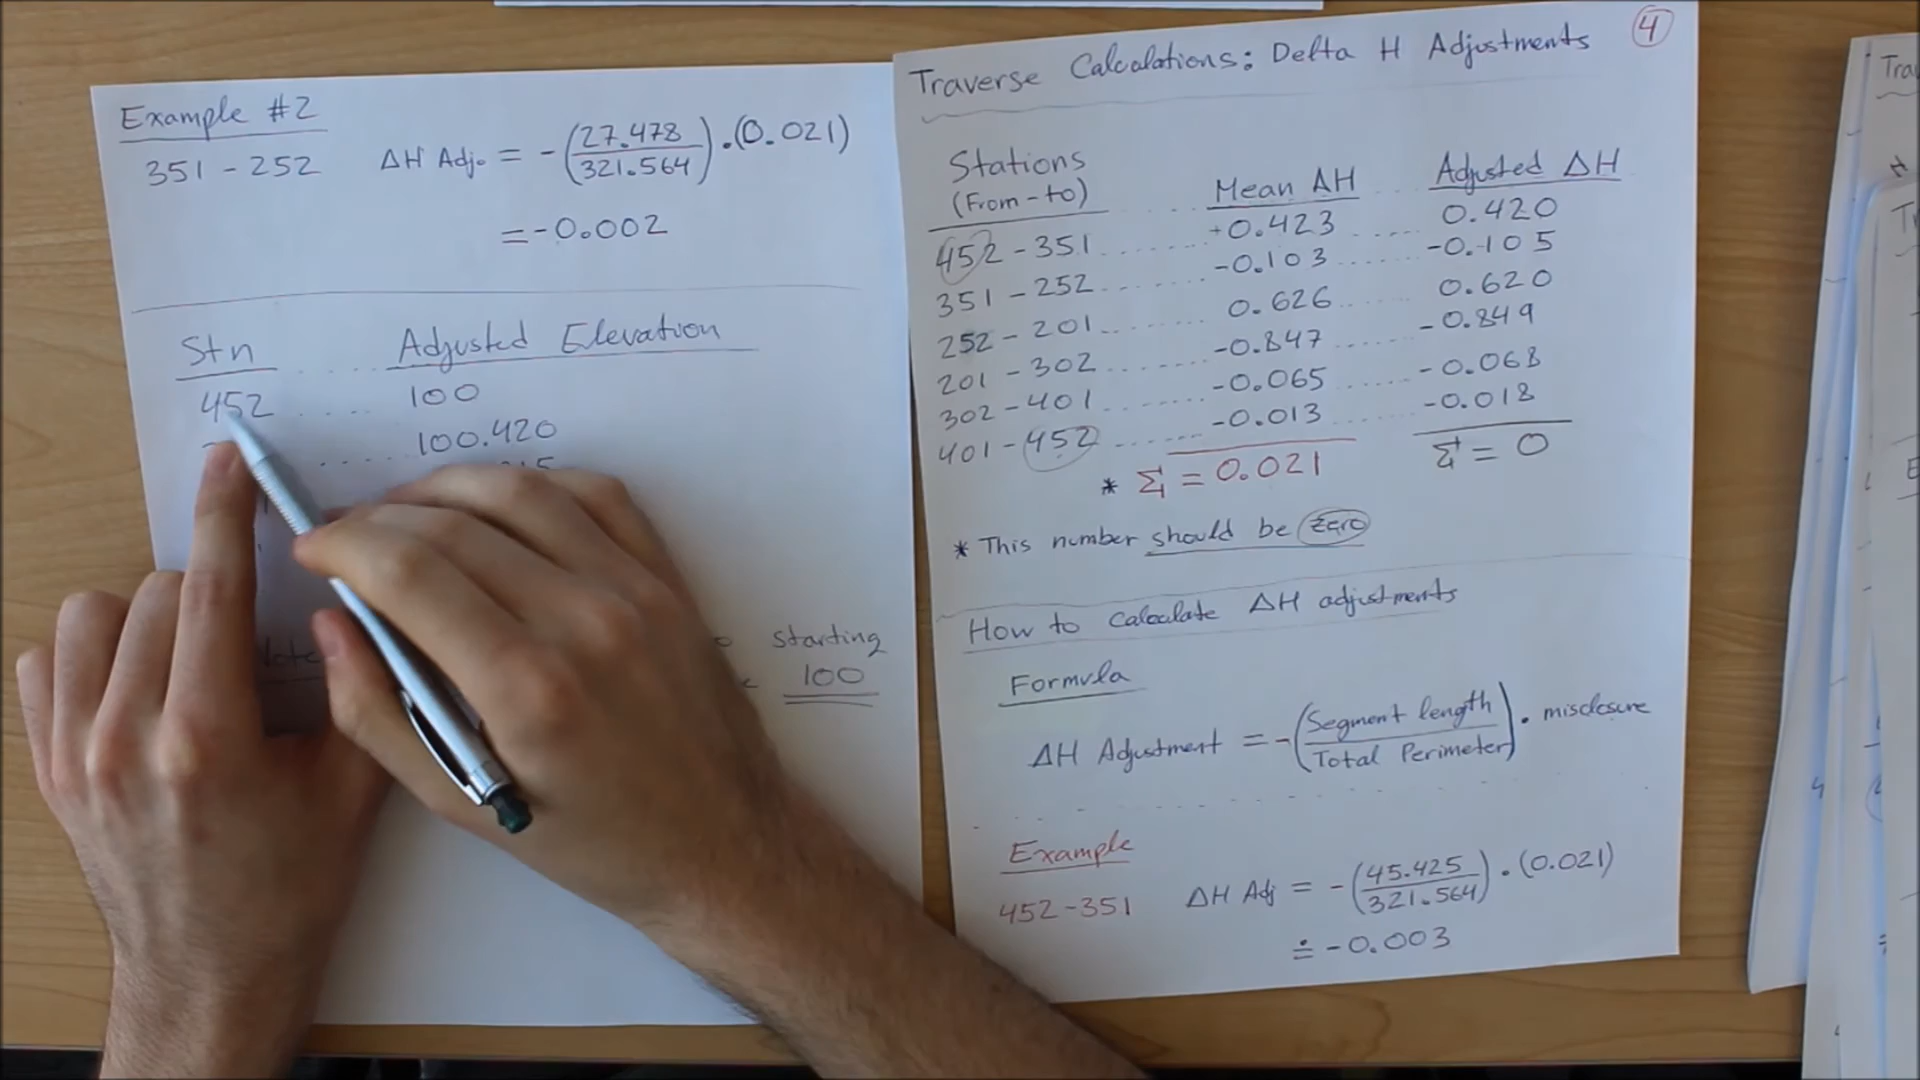 Example #2
351 - 252 ΔH Adj. = -(27.478/321.564).(0.021)
= -0.002
Stn .... Adjusted Elevation
452 .... 100
.... 100.420
Note
starting
100
4
Traverse Calculations: Delta H Adjustments
Stations (From-to) .... Mean ΔH .... Adjusted ΔH
452 - 351 .... +0.423 .... 0.420
351 - 252 .... -0.103 .... -0.105
252 - 201 .... 0.626 .... 0.620
201 - 302 .... -0.847 .... -0.849
302 - 401 .... -0.065 .... -0.068
401 - 452 .... -0.013 .... -0.018
* Σ = 0.021 Σ = 0
* This number should be zero
How to calculate ΔH adjustments
Formula
ΔH Adjustment = -(Segment length/Total Perimeter) . misclosure
Example
452-351 ΔH Adj = -(45.425/321.564) . (0.021)
≐ -0.003